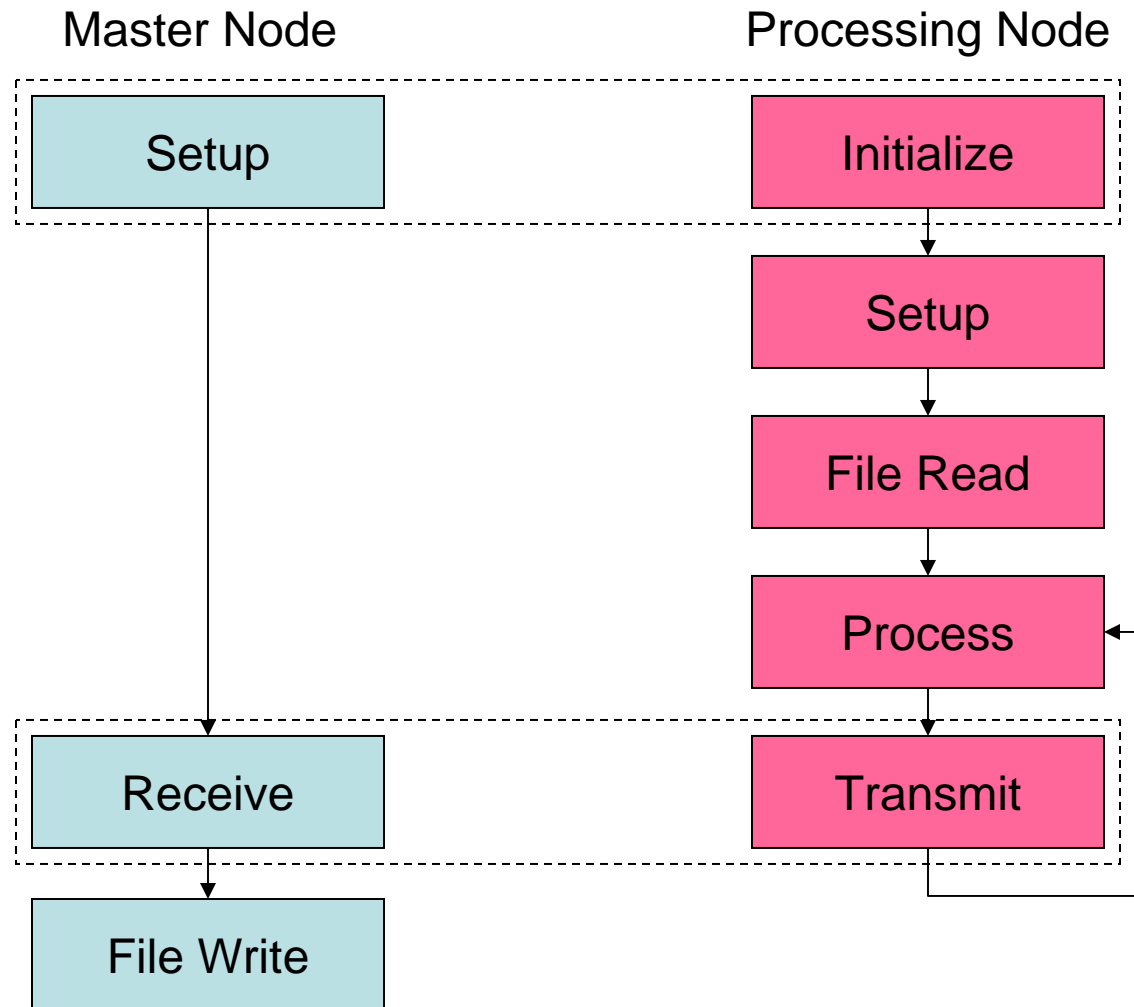 Master Node
Processing Node
Setup
Initialize
Setup
File Read
Process
Receive
Transmit
File Write